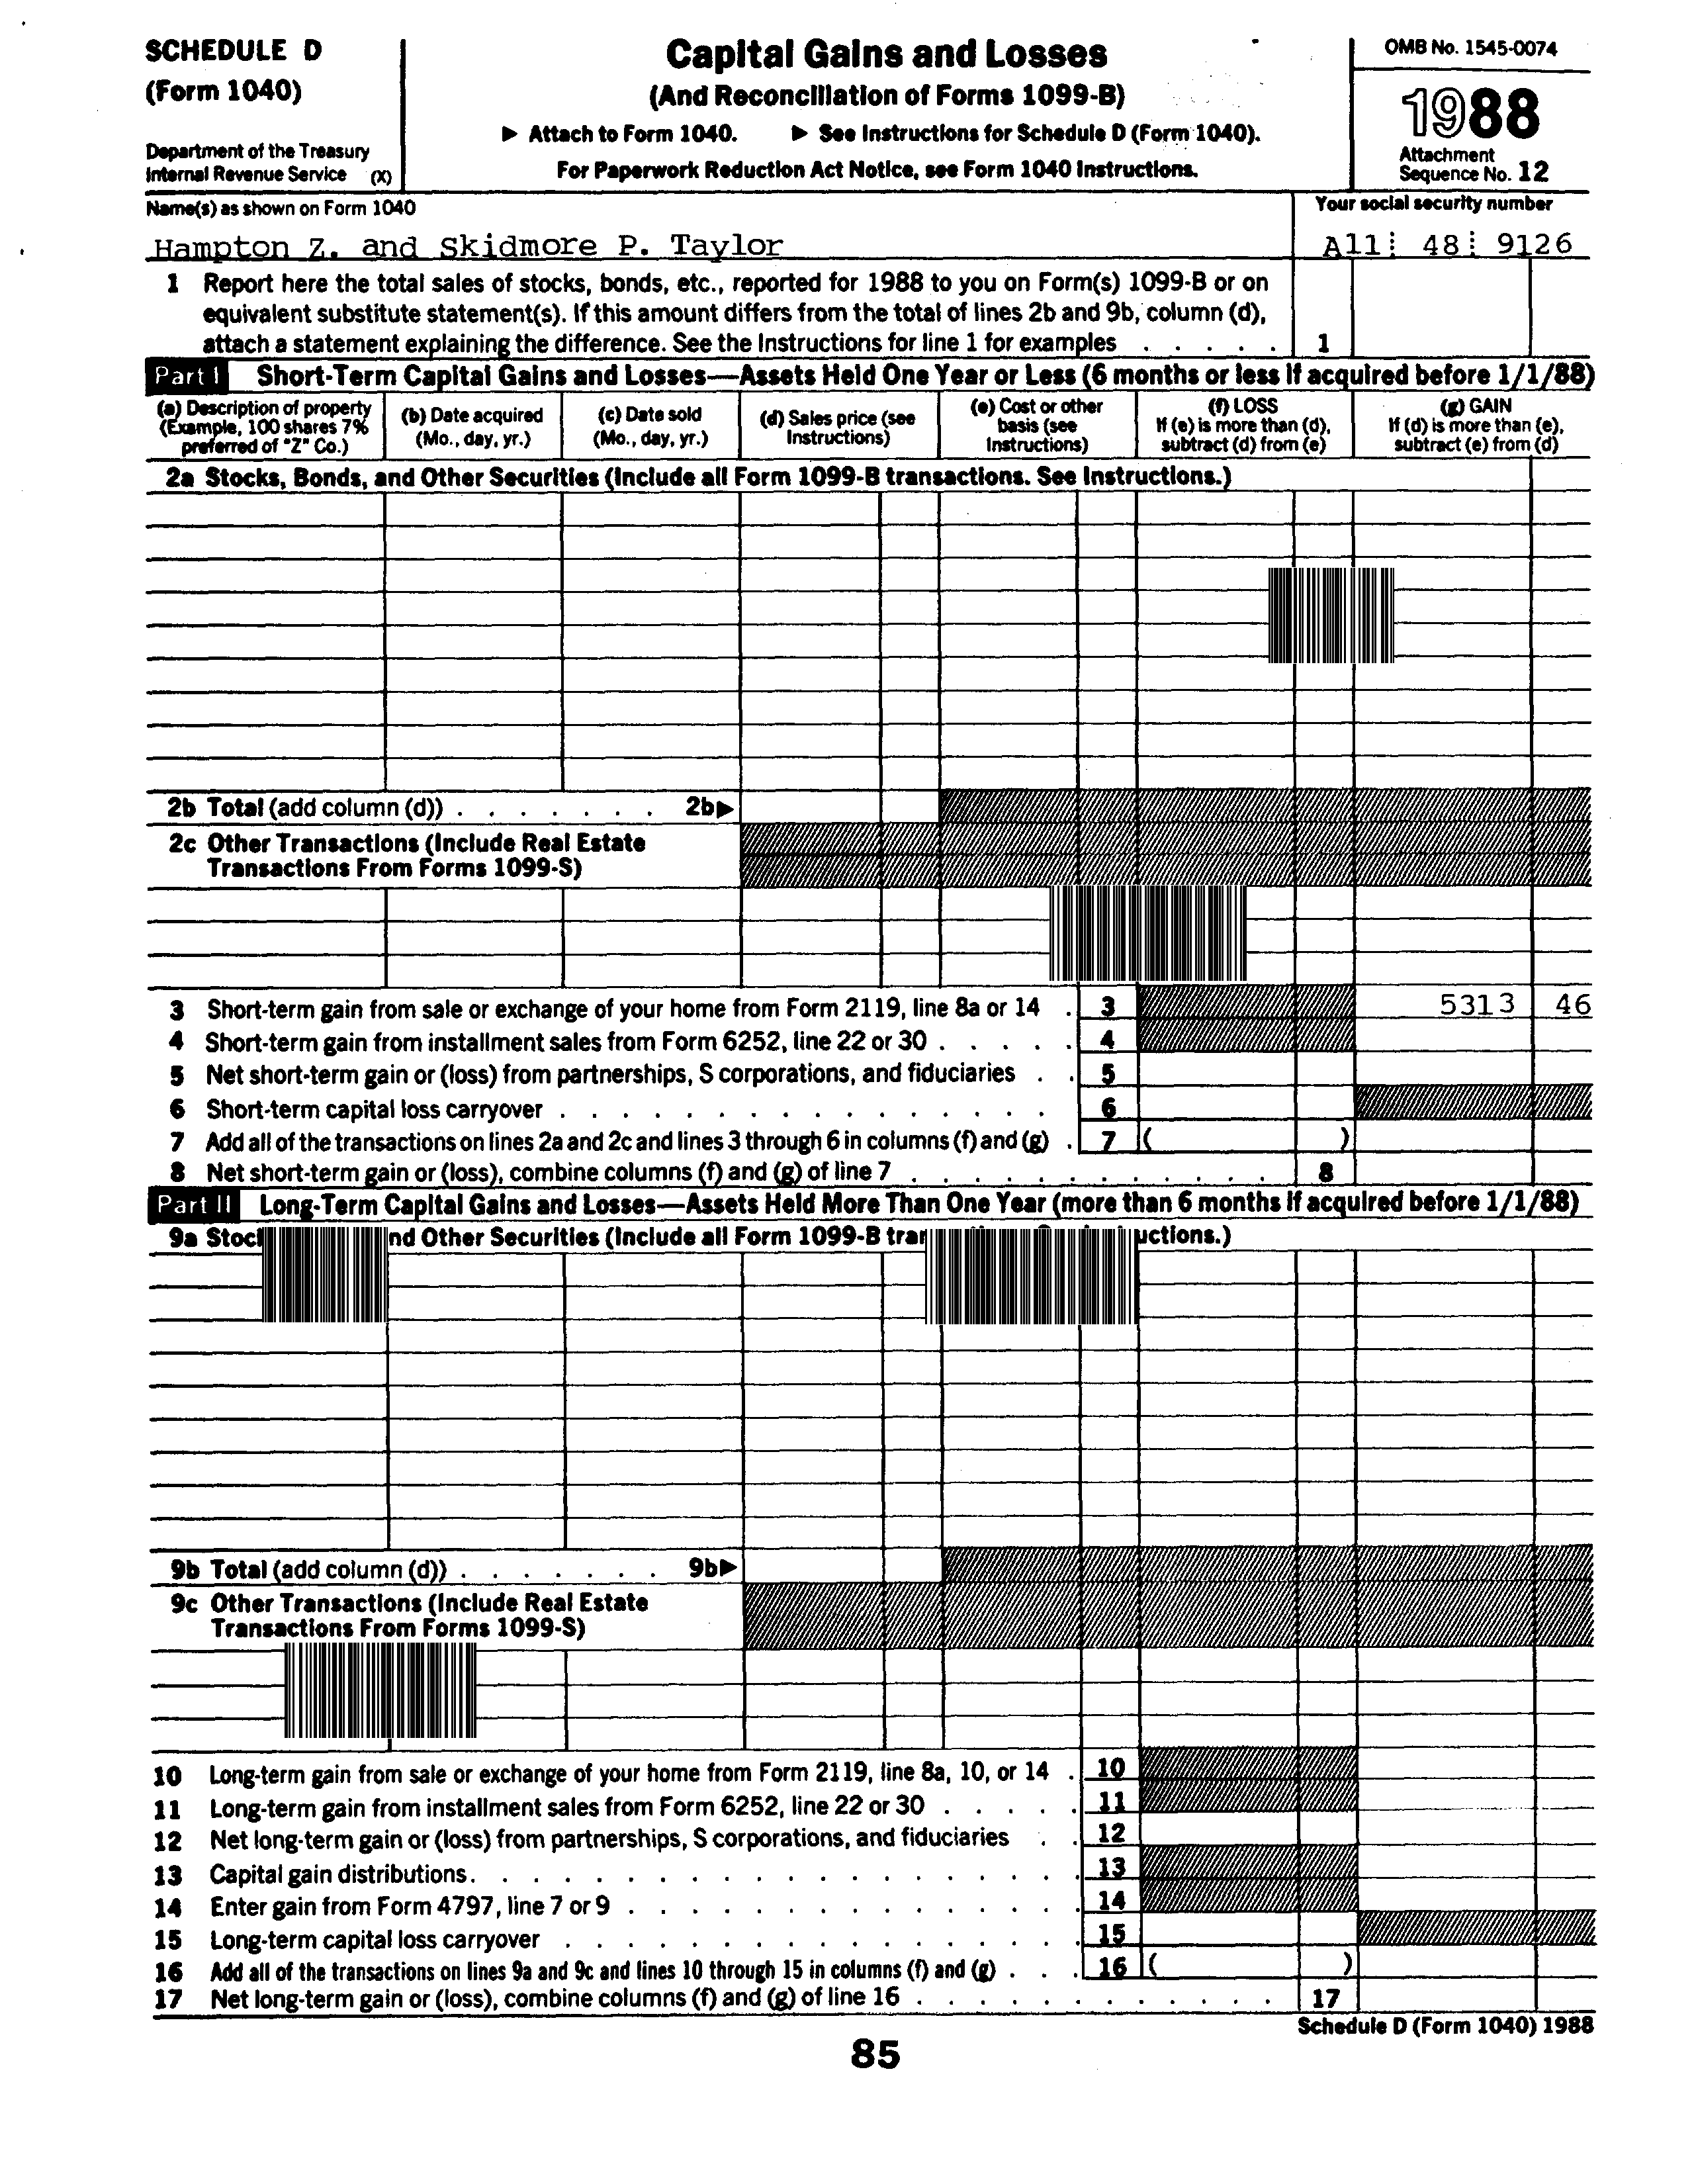 SCHEDULE D
(Form 1040)
Department of the Treasury
Internal Revenue Service (X)
Capital Gains and Losses
(And Reconciliation of Forms 1099-B)
▶ Attach to Form 1040. ▶ See Instructions for Schedule D (Form 1040).
For Paperwork Reduction Act Notice, see Form 1040 Instructions.
OMB No. 1545-0074
1988
Attachment
Sequence No. 12
Name(s) as shown on Form 1040
Your social security number
Hampton Z. and Skidmore P. Taylor
A11 48 9126
1 Report here the total sales of stocks, bonds, etc., reported for 1988 to you on Form(s) 1099-B or on
equivalent substitute statement(s). If this amount differs from the total of lines 2b and 9b, column (d),
attach a statement explaining the difference. See the Instructions for line 1 for examples . . . . . 1
Part I Short-Term Capital Gains and Losses—Assets Held One Year or Less (6 months or less if acquired before 1/1/88)
(a) Description of property
(Example, 100 shares 7%
preferred of "Z" Co.)
(b) Date acquired
(Mo., day, yr.)
(c) Date sold
(Mo., day, yr.)
(d) Sales price (see
Instructions)
(e) Cost or other
basis (see
Instructions)
(f) LOSS
If (e) is more than (d),
subtract (d) from (e)
(g) GAIN
If (d) is more than (e),
subtract (e) from (d)
2a Stocks, Bonds, and Other Securities (Include all Form 1099-B transactions. See Instructions.)
2b Total (add column (d)) . . . . . . . 2b▶
2c Other Transactions (Include Real Estate
Transactions From Forms 1099-S)
3 Short-term gain from sale or exchange of your home from Form 2119, line 8a or 14 . 3 5313 46
4 Short-term gain from installment sales from Form 6252, line 22 or 30 . . . . . 4
5 Net short-term gain or (loss) from partnerships, S corporations, and fiduciaries . . 5
6 Short-term capital loss carryover . . . . . . . . . . . . . . . . 6
7 Add all of the transactions on lines 2a and 2c and lines 3 through 6 in columns (f) and (g) . 7 ( )
8 Net short-term gain or (loss), combine columns (f) and (g) of line 7 . . . . . . . . . . . . . 8
Part II Long-Term Capital Gains and Losses—Assets Held More Than One Year (more than 6 months if acquired before 1/1/88)
9a Stoc nd Other Securities (Include all Form 1099-B tra uctions.)
9b Total (add column (d)) . . . . . . . 9b▶
9c Other Transactions (Include Real Estate
Transactions From Forms 1099-S)
10 Long-term gain from sale or exchange of your home from Form 2119, line 8a, 10, or 14 . 10
11 Long-term gain from installment sales from Form 6252, line 22 or 30 . . . . . 11
12 Net long-term gain or (loss) from partnerships, S corporations, and fiduciaries . . 12
13 Capital gain distributions . . . . . . . . . . . . . . . . . . . 13
14 Enter gain from Form 4797, line 7 or 9 . . . . . . . . . . . . . . 14
15 Long-term capital loss carryover . . . . . . . . . . . . . . . . 15
16 Add all of the transactions on lines 9a and 9c and lines 10 through 15 in columns (f) and (g) . . . 16 ( )
17 Net long-term gain or (loss), combine columns (f) and (g) of line 16 . . . . . . . . . . . . 17
Schedule D (Form 1040) 1988
85